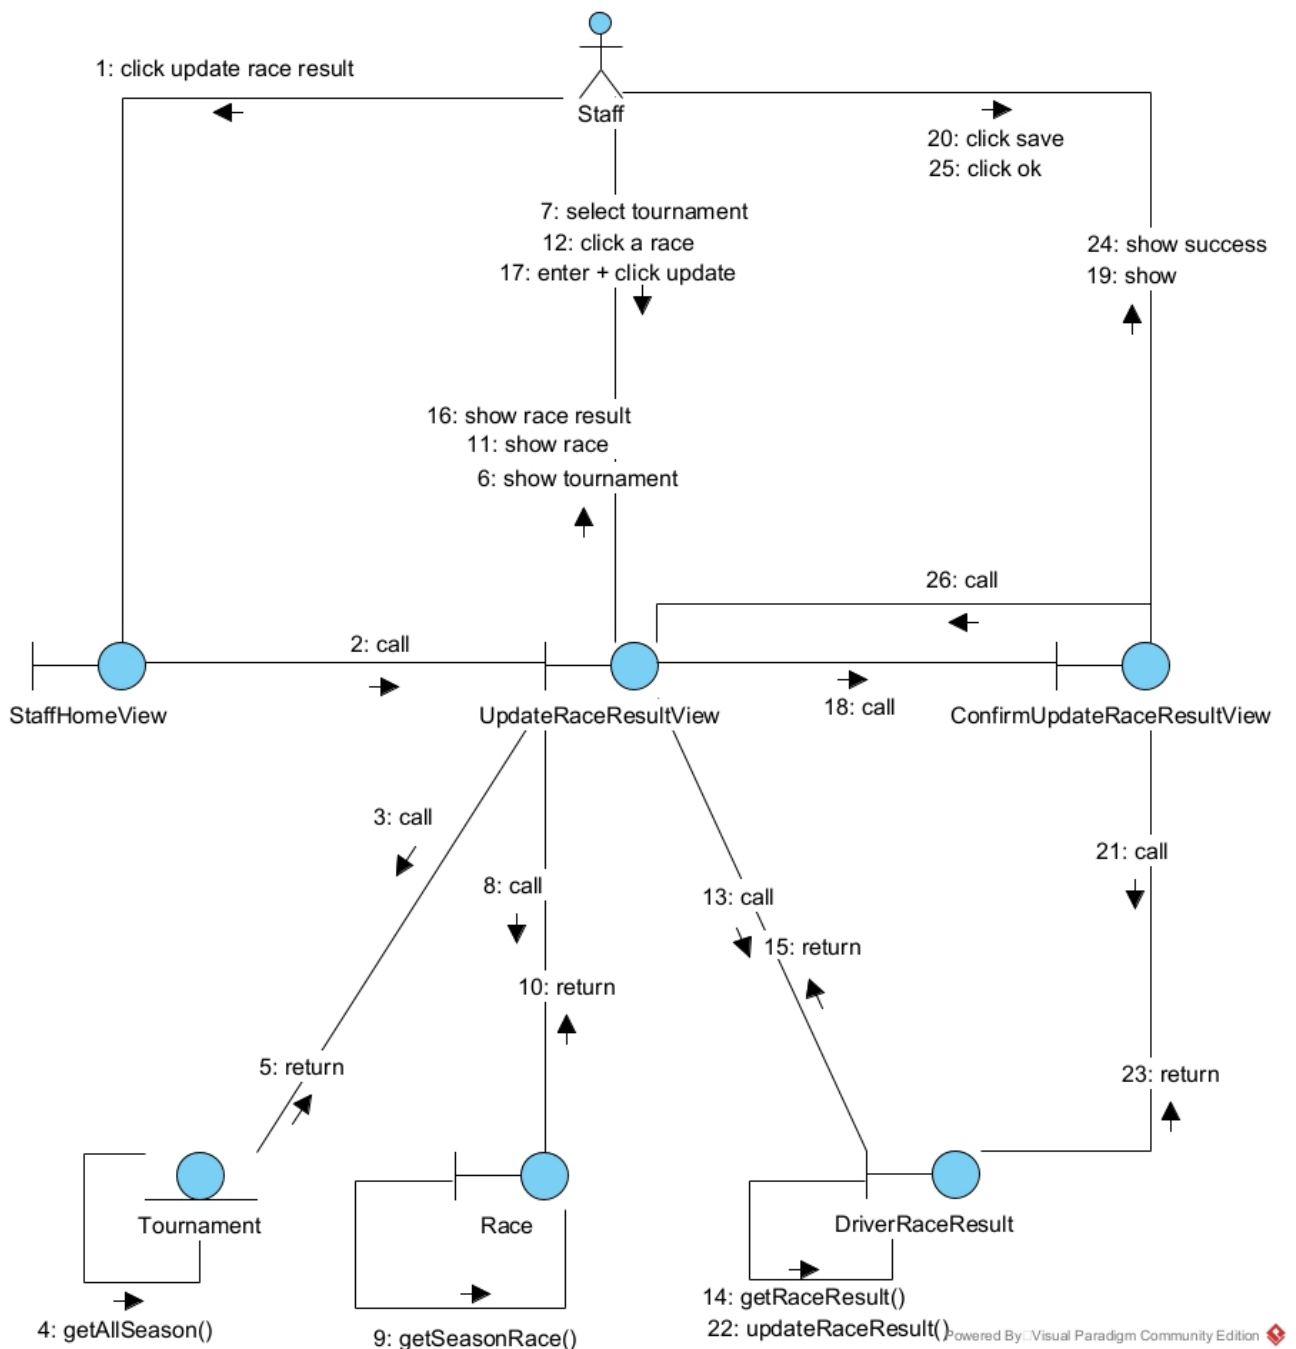 1: click update race result
Staff
20: click save
25: click ok
7: select tournament
12: click a race
17: enter + click update
24: show success
19: show
16: show race result
11: show race
6: show tournament
26: call
2: call
18: call
StaffHomeView
UpdateRaceResultView
ConfirmUpdateRaceResultView
3: call
21: call
8: call
13: call
15: return
10: return
5: return
23: return
Tournament
Race
DriverRaceResult
14: getRaceResult()
4: getAllSeason()
9: getSeasonRace()
22: updateRaceResult()
Powered By Visual Paradigm Community Edition